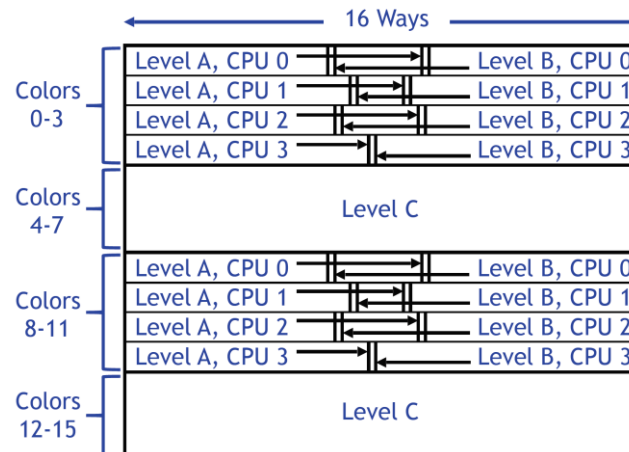 16 Ways
Colors
0-3
Level A, CPU 0 Level B, CPU 0
Level A, CPU 1 Level B, CPU 1
Level A, CPU 2 Level B, CPU 2
Level A, CPU 3 Level B, CPU 3
Colors
4-7
Level C
Colors
8-11
Level A, CPU 0 Level B, CPU 0
Level A, CPU 1 Level B, CPU 1
Level A, CPU 2 Level B, CPU 2
Level A, CPU 3 Level B, CPU 3
Colors
12-15
Level C